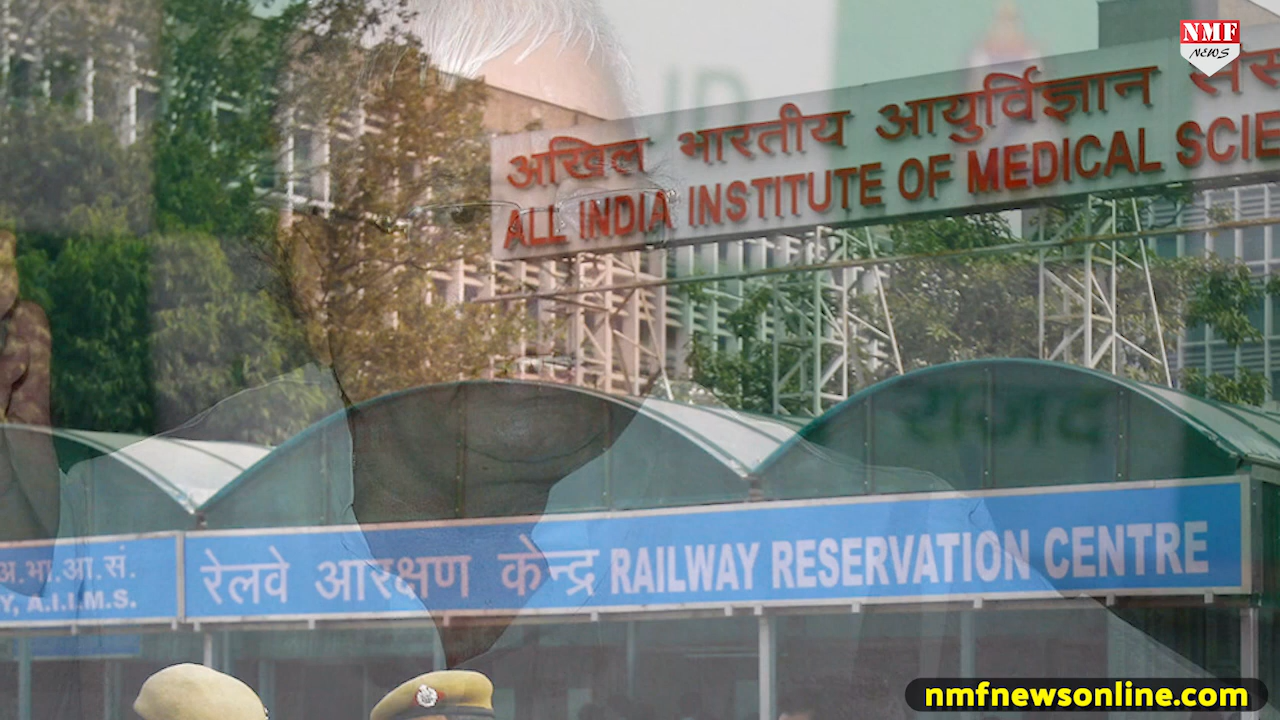 NMF
NEWS
अखिल भारतीय आयुर्विज्ञान संस
ALL INDIA INSTITUTE OF MEDICAL SCIE
राजद
अ.भा.आ.सं.
Y, A.I.I.M.S.
रेलवे आरक्षण केन्द्र RAILWAY RESERVATION CENTRE
nmfnewsonline.com